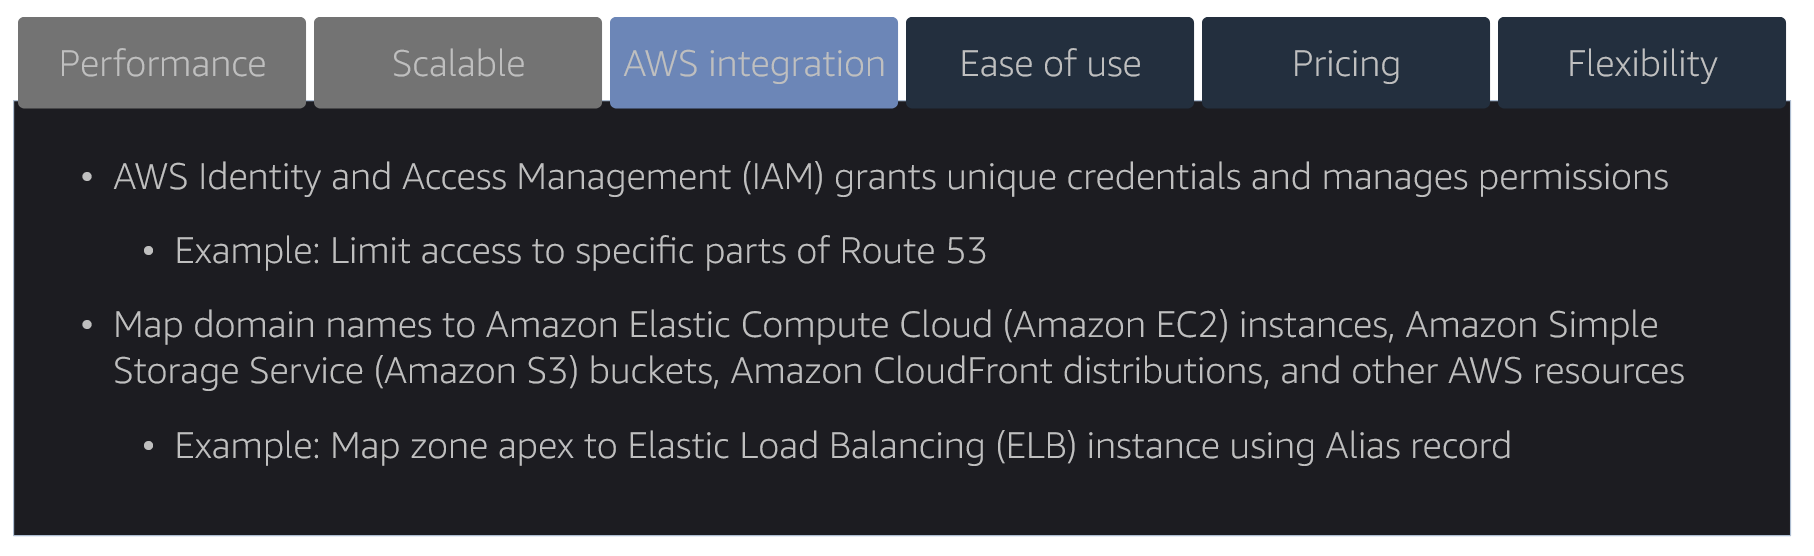 Performance
Scalable
AWS integration
Ease of use
Pricing
Flexibility
• AWS Identity and Access Management (IAM) grants unique credentials and manages permissions
• Example: Limit access to specific parts of Route 53
• Map domain names to Amazon Elastic Compute Cloud (Amazon EC2) instances, Amazon Simple
Storage Service (Amazon S3) buckets, Amazon CloudFront distributions, and other AWS resources
• Example: Map zone apex to Elastic Load Balancing (ELB) instance using Alias record